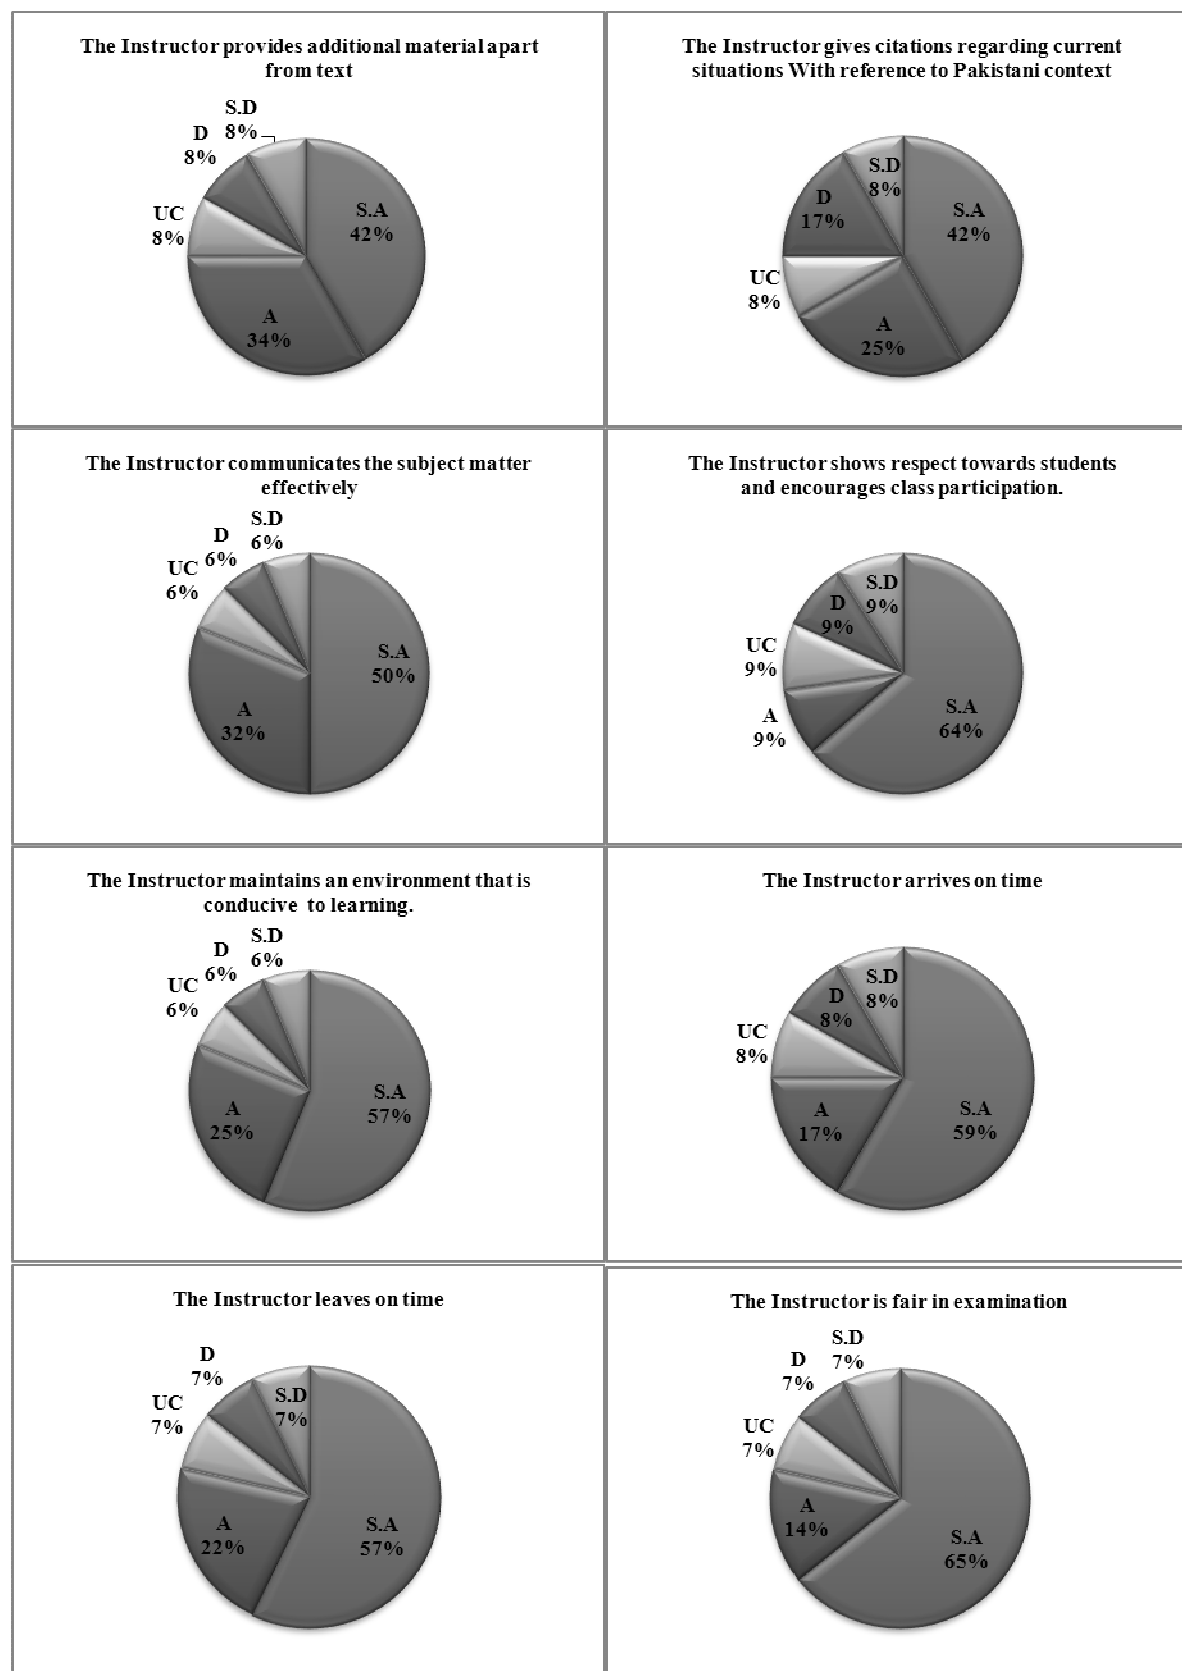 The Instructor provides additional material apart
from text
S.D
8%
D
8%
UC
8%
S.A
42%
A
34%
The Instructor gives citations regarding current
situations With reference to Pakistani context
S.D
8%
D
17%
S.A
42%
UC
8%
A
25%
The Instructor communicates the subject matter
effectively
S.D
6%
D
6%
UC
6%
S.A
50%
A
32%
The Instructor shows respect towards students
and encourages class participation.
S.D
9%
D
9%
UC
9%
A
9%
S.A
64%
The Instructor maintains an environment that is
conducive to learning.
S.D
6%
D
6%
UC
6%
S.A
57%
A
25%
The Instructor arrives on time
S.D
8%
D
8%
UC
8%
S.A
59%
A
17%
The Instructor leaves on time
D
7%
S.D
7%
UC
7%
A
22%
S.A
57%
The Instructor is fair in examination
S.D
7%
D
7%
UC
7%
A
14%
S.A
65%